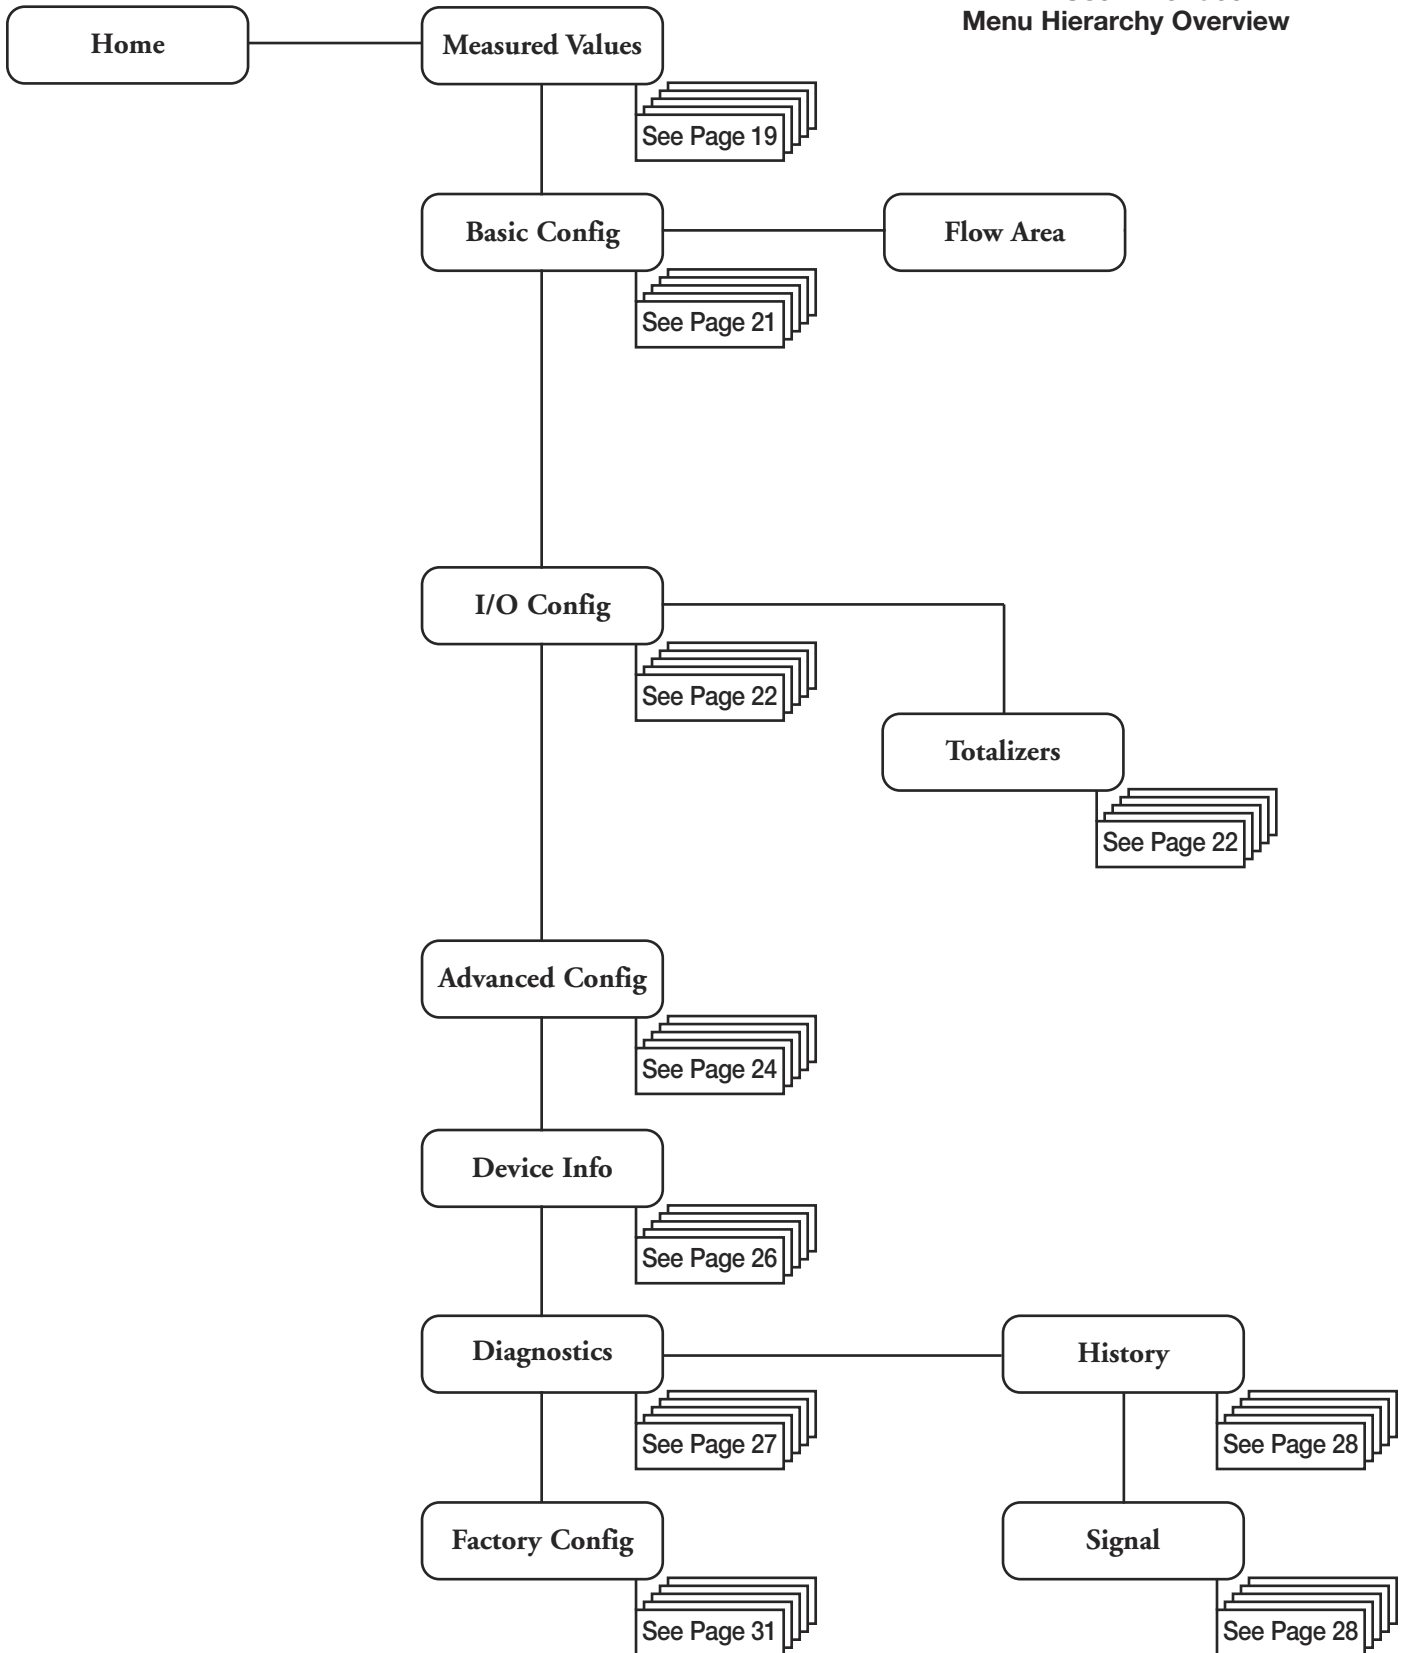 Menu Hierarchy Overview
Home
Measured Values
See Page 19
Basic Config
Flow Area
See Page 21
I/O Config
See Page 22
Totalizers
See Page 22
Advanced Config
See Page 24
Device Info
See Page 26
Diagnostics
History
See Page 27
See Page 28
Factory Config
Signal
See Page 31
See Page 28